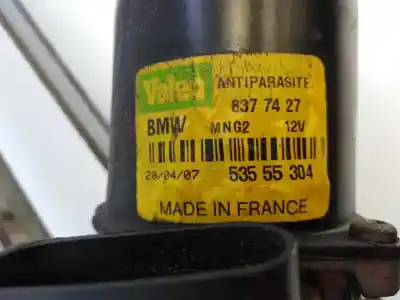 Valeo ANTIPARASITE
837 74 27
BMW MNG2 12V
20/04/07 535 55 304
MADE IN FRANCE